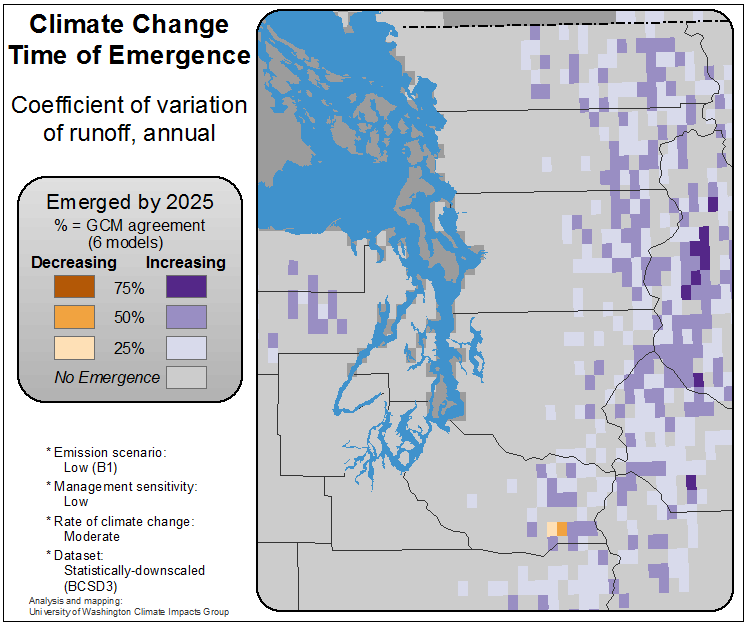 Climate Change
Time of Emergence
Coefficient of variation
of runoff, annual
Emerged by 2025
% = GCM agreement
(6 models)
Decreasing Increasing
75%
50%
25%
No Emergence
* Emission scenario:
Low (B1)
* Management sensitivity:
Low
* Rate of climate change:
Moderate
* Dataset:
Statistically-downscaled
(BCSD3)
Analysis and mapping:
University of Washington Climate Impacts Group